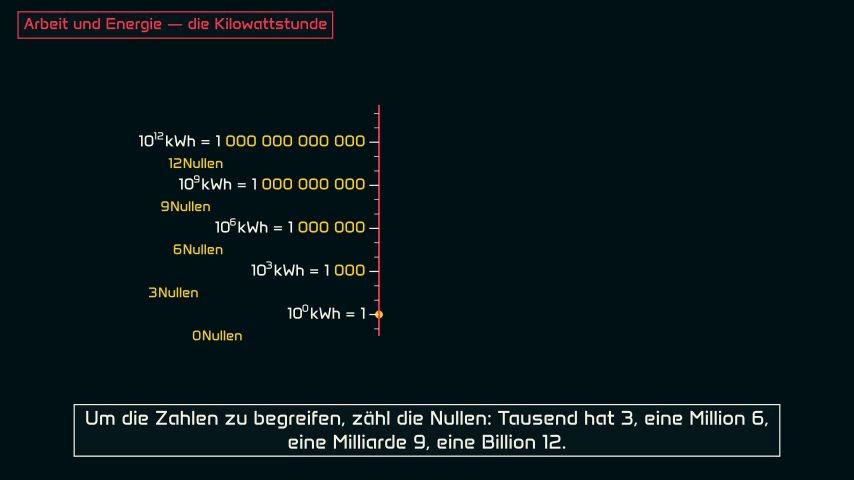 Arbeit und Energie — die Kilowattstunde
10¹²kWh = 1 000 000 000 000
12Nullen
10⁹kWh = 1 000 000 000
9Nullen
10⁶kWh = 1 000 000
6Nullen
10³kWh = 1 000
3Nullen
10⁰kWh = 1
0Nullen
Um die Zahlen zu begreifen, zähl die Nullen: Tausend hat 3, eine Million 6,
eine Milliarde 9, eine Billion 12.